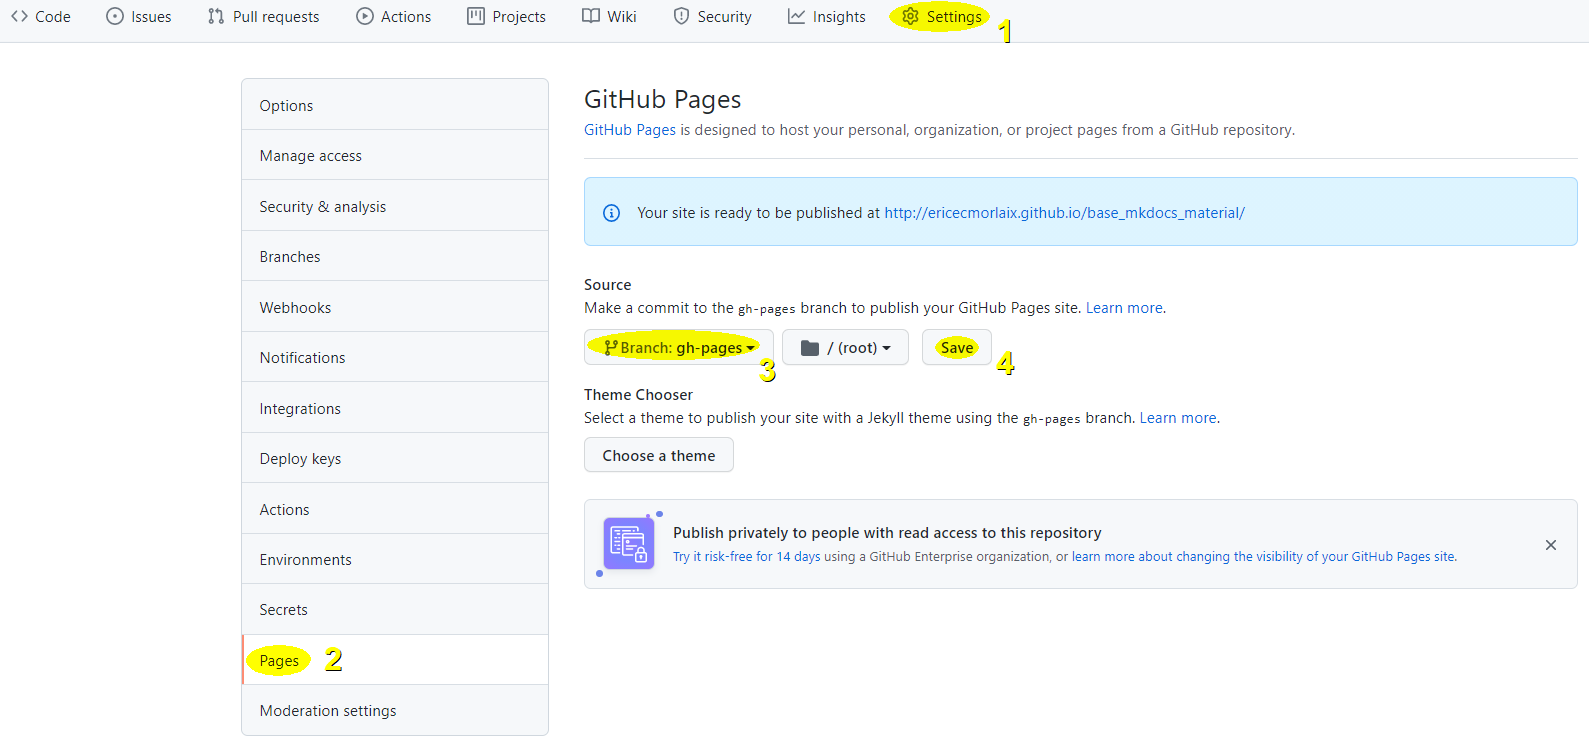 Code Issues Pull requests Actions Projects Wiki Security Insights Settings 1
Options
Manage access
Security & analysis
Branches
Webhooks
Notifications
Integrations
Deploy keys
Actions
Environments
Secrets
Pages 2
Moderation settings
GitHub Pages
GitHub Pages is designed to host your personal, organization, or project pages from a GitHub repository.
Your site is ready to be published at http://ericecmorlaix.github.io/base_mkdocs_material/
Source
Make a commit to the gh-pages branch to publish your GitHub Pages site. Learn more.
Branch: gh-pages 3 / (root) Save 4
Theme Chooser
Select a theme to publish your site with a Jekyll theme using the gh-pages branch. Learn more.
Choose a theme
Publish privately to people with read access to this repository
Try it risk-free for 14 days using a GitHub Enterprise organization, or learn more about changing the visibility of your GitHub Pages site.